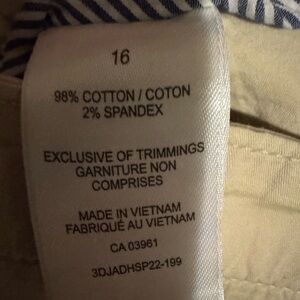 16
98% COTTON / COTON
2% SPANDEX
EXCLUSIVE OF TRIMMINGS
GARNITURE NON
COMPRISES
MADE IN VIETNAM
FABRIQUÉ AU VIETNAM
CA 03961
3DJADHSP22-199